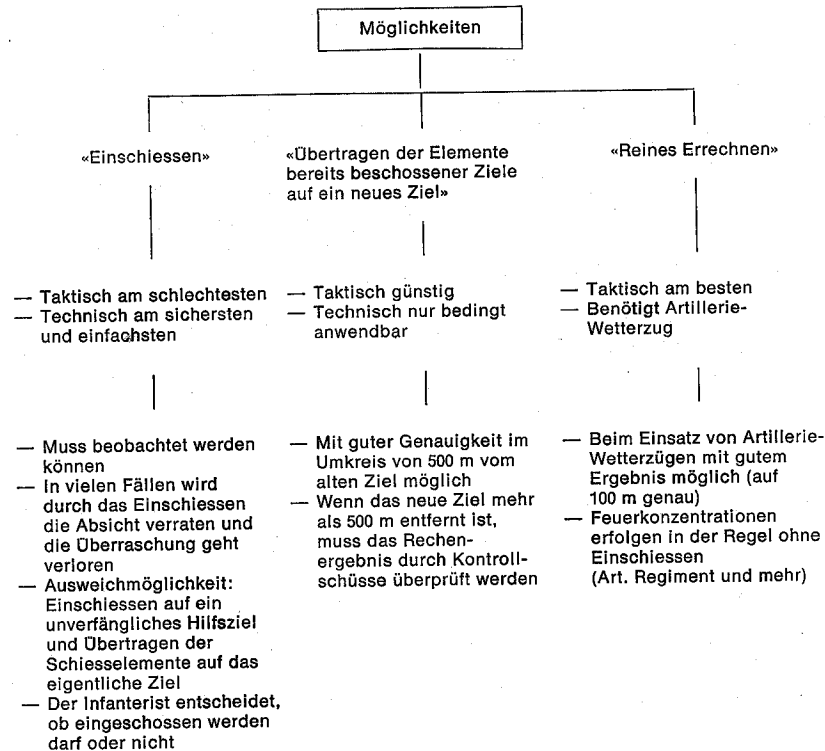 Möglichkeiten
«Einschiessen»
«Übertragen der Elemente
bereits beschossener Ziele
auf ein neues Ziel»
«Reines Errechnen»
— Taktisch am schlechtesten
— Technisch am sichersten
und einfachsten
— Taktisch günstig
— Technisch nur bedingt
anwendbar
— Taktisch am besten
— Benötigt Artillerie-
Wetterzug
— Muss beobachtet werden
können
— In vielen Fällen wird
durch das Einschiessen
die Absicht verraten und
die Überraschung geht
verloren
— Ausweichmöglichkeit:
Einschiessen auf ein
unverfängliches Hilfsziel
und Übertragen der
Schiesselemente auf das
eigentliche Ziel
— Der Infanterist entscheidet,
ob eingeschossen werden
darf oder nicht
— Mit guter Genauigkeit im
Umkreis von 500 m vom
alten Ziel möglich
— Wenn das neue Ziel mehr
als 500 m entfernt ist,
muss das Rechen-
ergebnis durch Kontroll-
schüsse überprüft werden
— Beim Einsatz von Artillerie-
Wetterzügen mit gutem
Ergebnis möglich (auf
100 m genau)
— Feuerkonzentrationen
erfolgen in der Regel ohne
Einschiessen
(Art. Regiment und mehr)